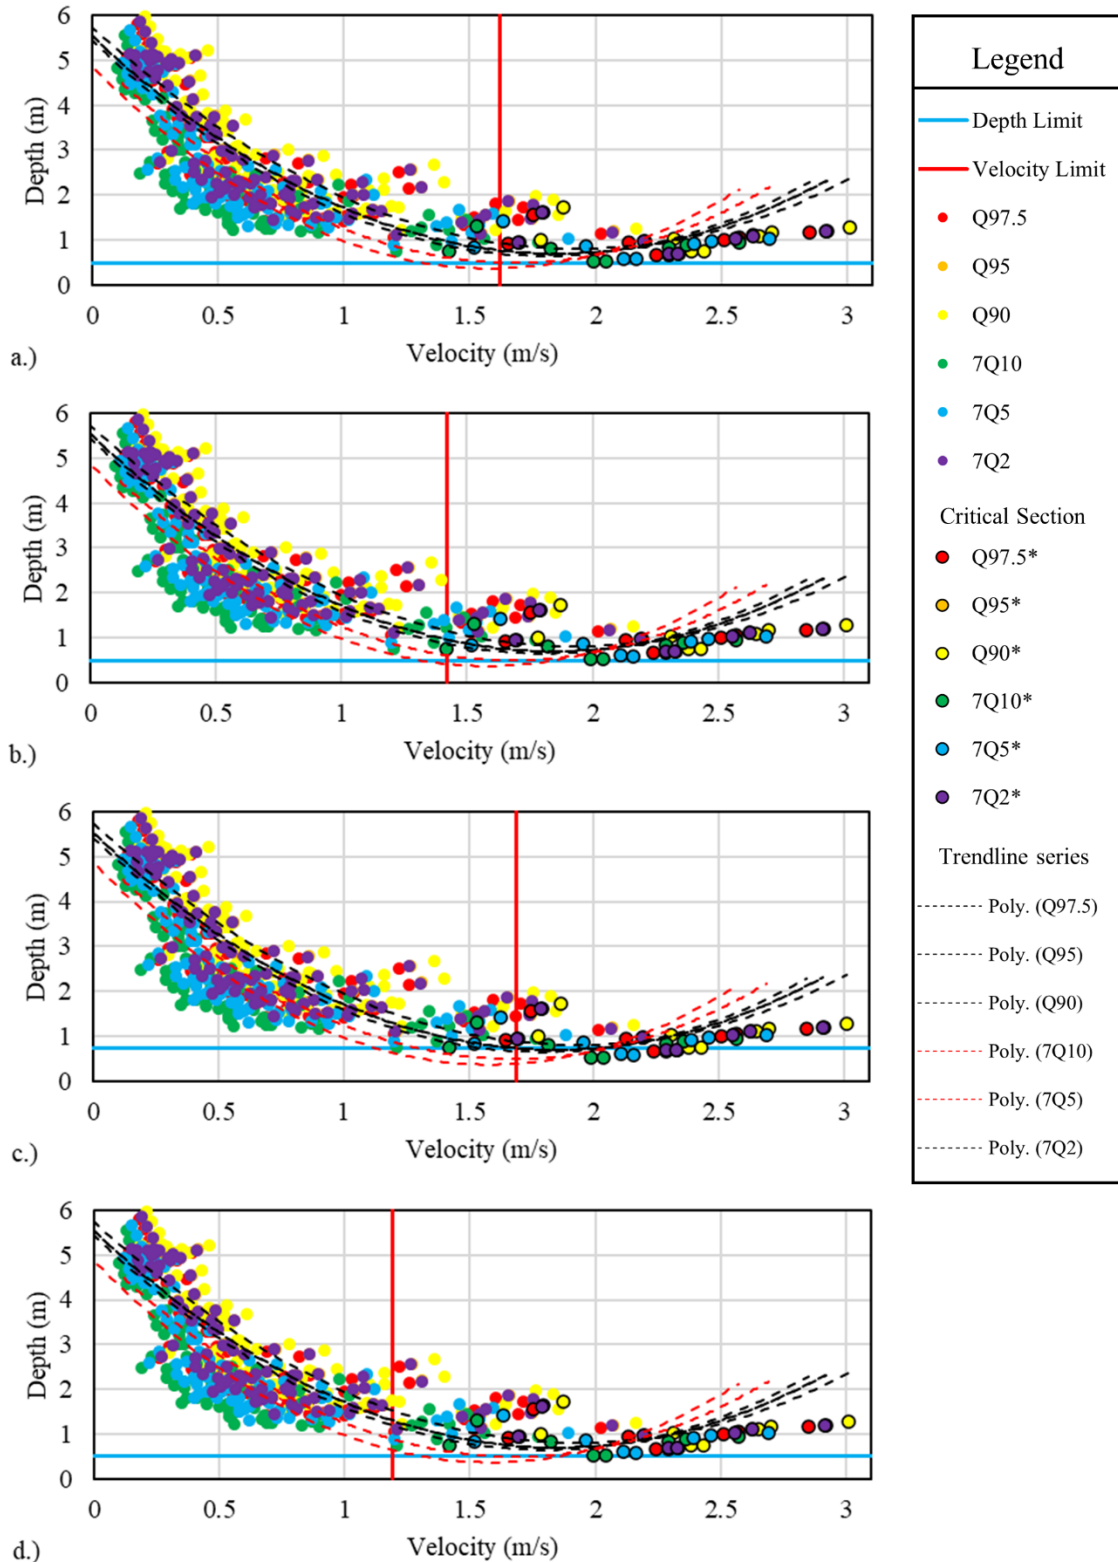 6
5
4
3
2
1
0
Depth (m)
0 0.5 1 1.5 2 2.5 3
Velocity (m/s)
a.)
6
5
4
3
2
1
0
Depth (m)
0 0.5 1 1.5 2 2.5 3
Velocity (m/s)
b.)
6
5
4
3
2
1
0
Depth (m)
0 0.5 1 1.5 2 2.5 3
Velocity (m/s)
c.)
6
5
4
3
2
1
0
Depth (m)
0 0.5 1 1.5 2 2.5 3
Velocity (m/s)
d.)
Legend
Depth Limit
Velocity Limit
Q97.5
Q95
Q90
7Q10
7Q5
7Q2
Critical Section
Q97.5*
Q95*
Q90*
7Q10*
7Q5*
7Q2*
Trendline series
Poly. (Q97.5)
Poly. (Q95)
Poly. (Q90)
Poly. (7Q10)
Poly. (7Q5)
Poly. (7Q2)